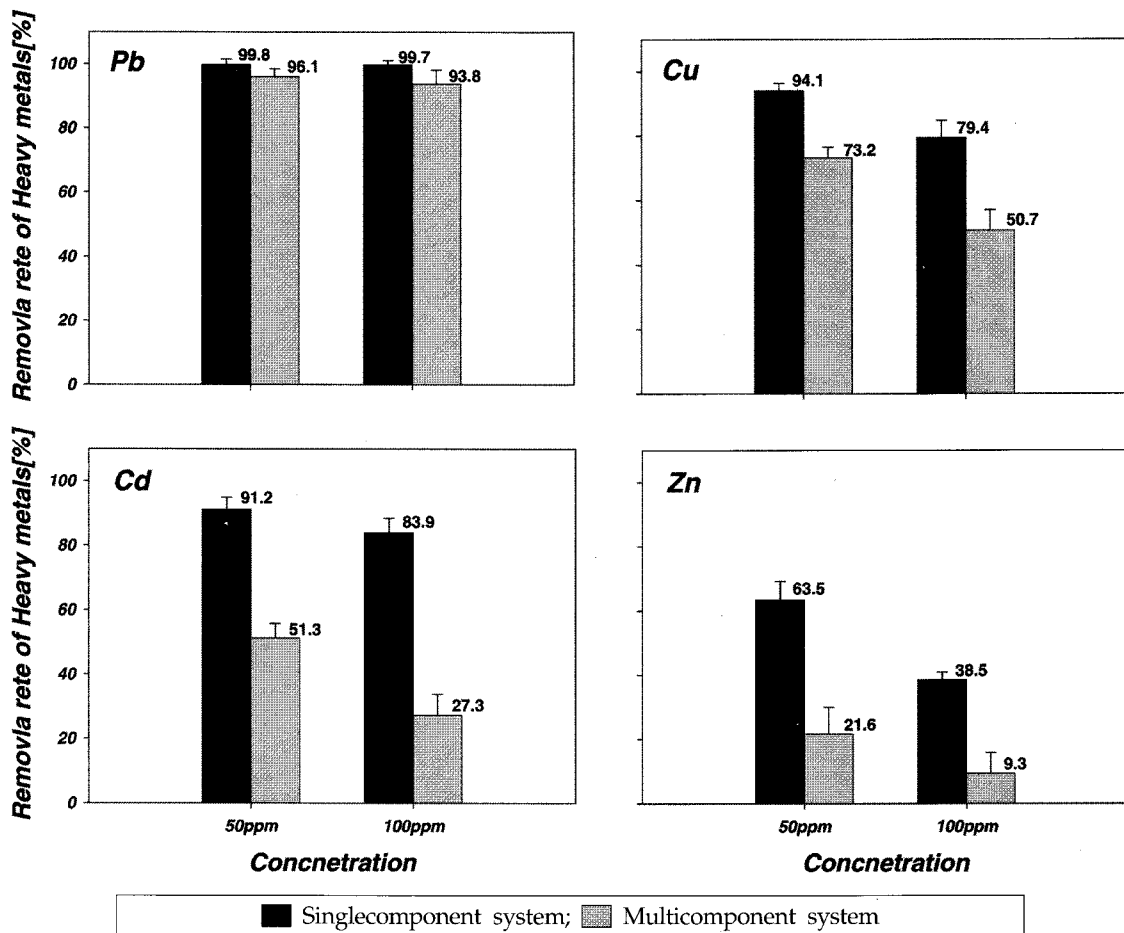 Removla rete of Heavy metals[%]
100
80
60
40
20
0
Pb
99.8
96.1
99.7
93.8
Cu
94.1
73.2
79.4
50.7
Removla rete of Heavy metals[%]
100
80
60
40
20
0
Cd
91.2
51.3
83.9
27.3
50ppm
100ppm
Concnetration
Zn
63.5
21.6
38.5
9.3
50ppm
100ppm
Concnetration
Singlecomponent system; Multicomponent system